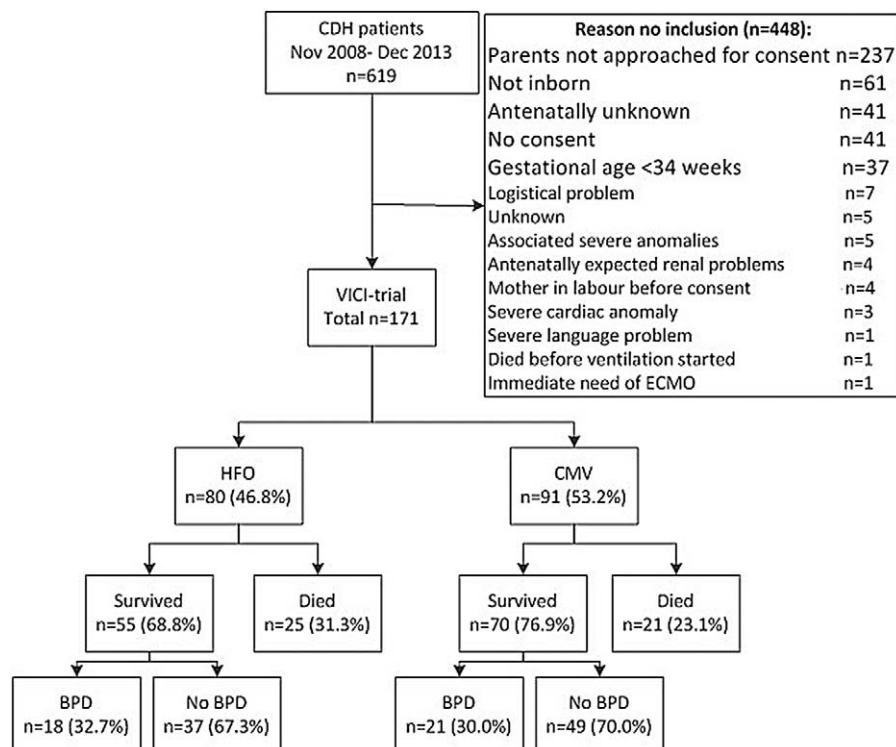 CDH patients
Nov 2008- Dec 2013
n=619
Reason no inclusion (n=448):
Parents not approached for consent n=237
Not inborn n=61
Antenatally unknown n=41
No consent n=41
Gestational age <34 weeks n=37
Logistical problem n=7
Unknown n=5
Associated severe anomalies n=5
Antenatally expected renal problems n=4
Mother in labour before consent n=4
Severe cardiac anomaly n=3
Severe language problem n=1
Died before ventilation started n=1
Immediate need of ECMO n=1
VICI-trial
Total n=171
HFO
n=80 (46.8%)
CMV
n=91 (53.2%)
Survived
n=55 (68.8%)
Died
n=25 (31.3%)
Survived
n=70 (76.9%)
Died
n=21 (23.1%)
BPD
n=18 (32.7%)
No BPD
n=37 (67.3%)
BPD
n=21 (30.0%)
No BPD
n=49 (70.0%)